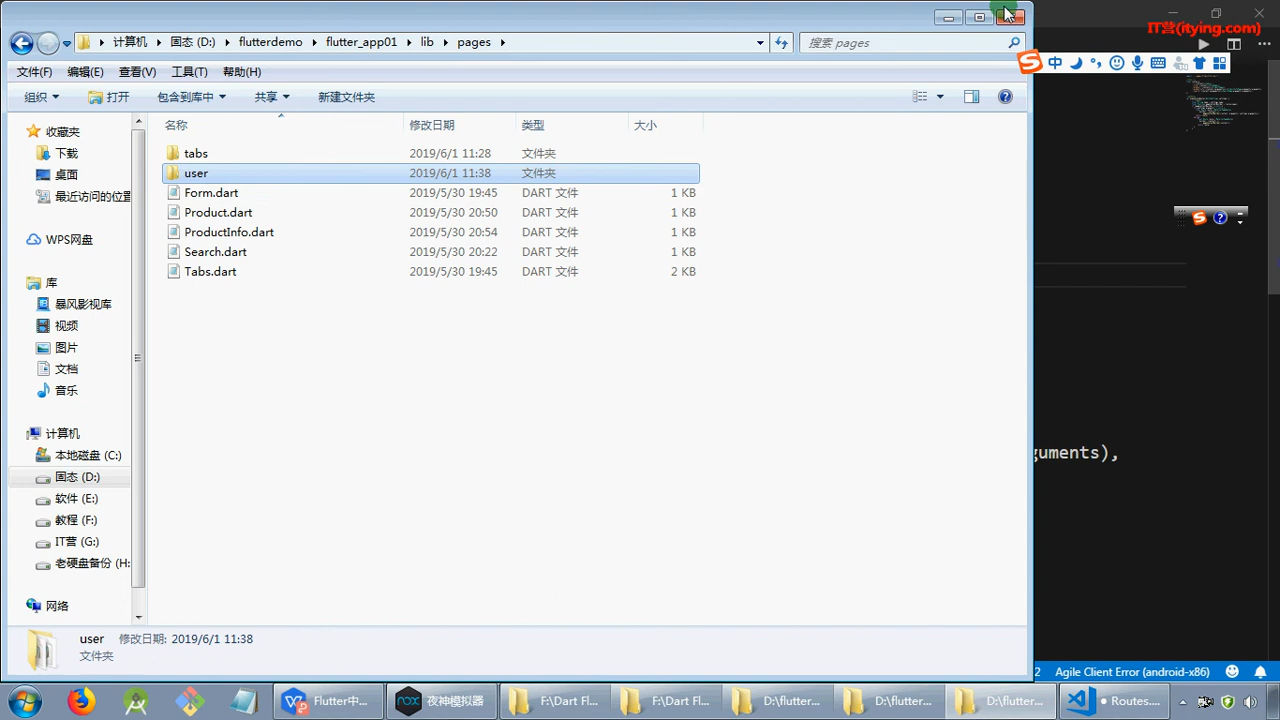 IT营(itying.com)
计算机 固态 (D:) flutterdemo flutter_app01 lib pages
搜索 pages
中
文件(F) 编辑(E) 查看(V) 工具(T) 帮助(H)
组织 打开 包含到库中 共享 新建文件夹
名称 修改日期 类型 大小
tabs 2019/6/1 11:28 文件夹
user 2019/6/1 11:38 文件夹
Form.dart 2019/5/30 19:45 DART 文件 1 KB
Product.dart 2019/5/30 20:50 DART 文件 1 KB
ProductInfo.dart 2019/5/30 20:54 DART 文件 1 KB
Search.dart 2019/5/30 20:22 DART 文件 1 KB
Tabs.dart 2019/5/30 19:45 DART 文件 2 KB
收藏夹
下载
桌面
最近访问的位置
WPS网盘
库
暴风影视库
视频
图片
文档
音乐
计算机
本地磁盘 (C:)
固态 (D:)
软件 (E:)
教程 (F:)
IT营 (G:)
老硬盘备份 (H:
网络
guments),
user 修改日期: 2019/6/1 11:38
文件夹
2 Agile Client Error (android-x86)
Flutter中... 夜神模拟器 F:\Dart Fl... F:\Dart Fl... D:\flutter... D:\flutter... D:\flutter... ● Routes....